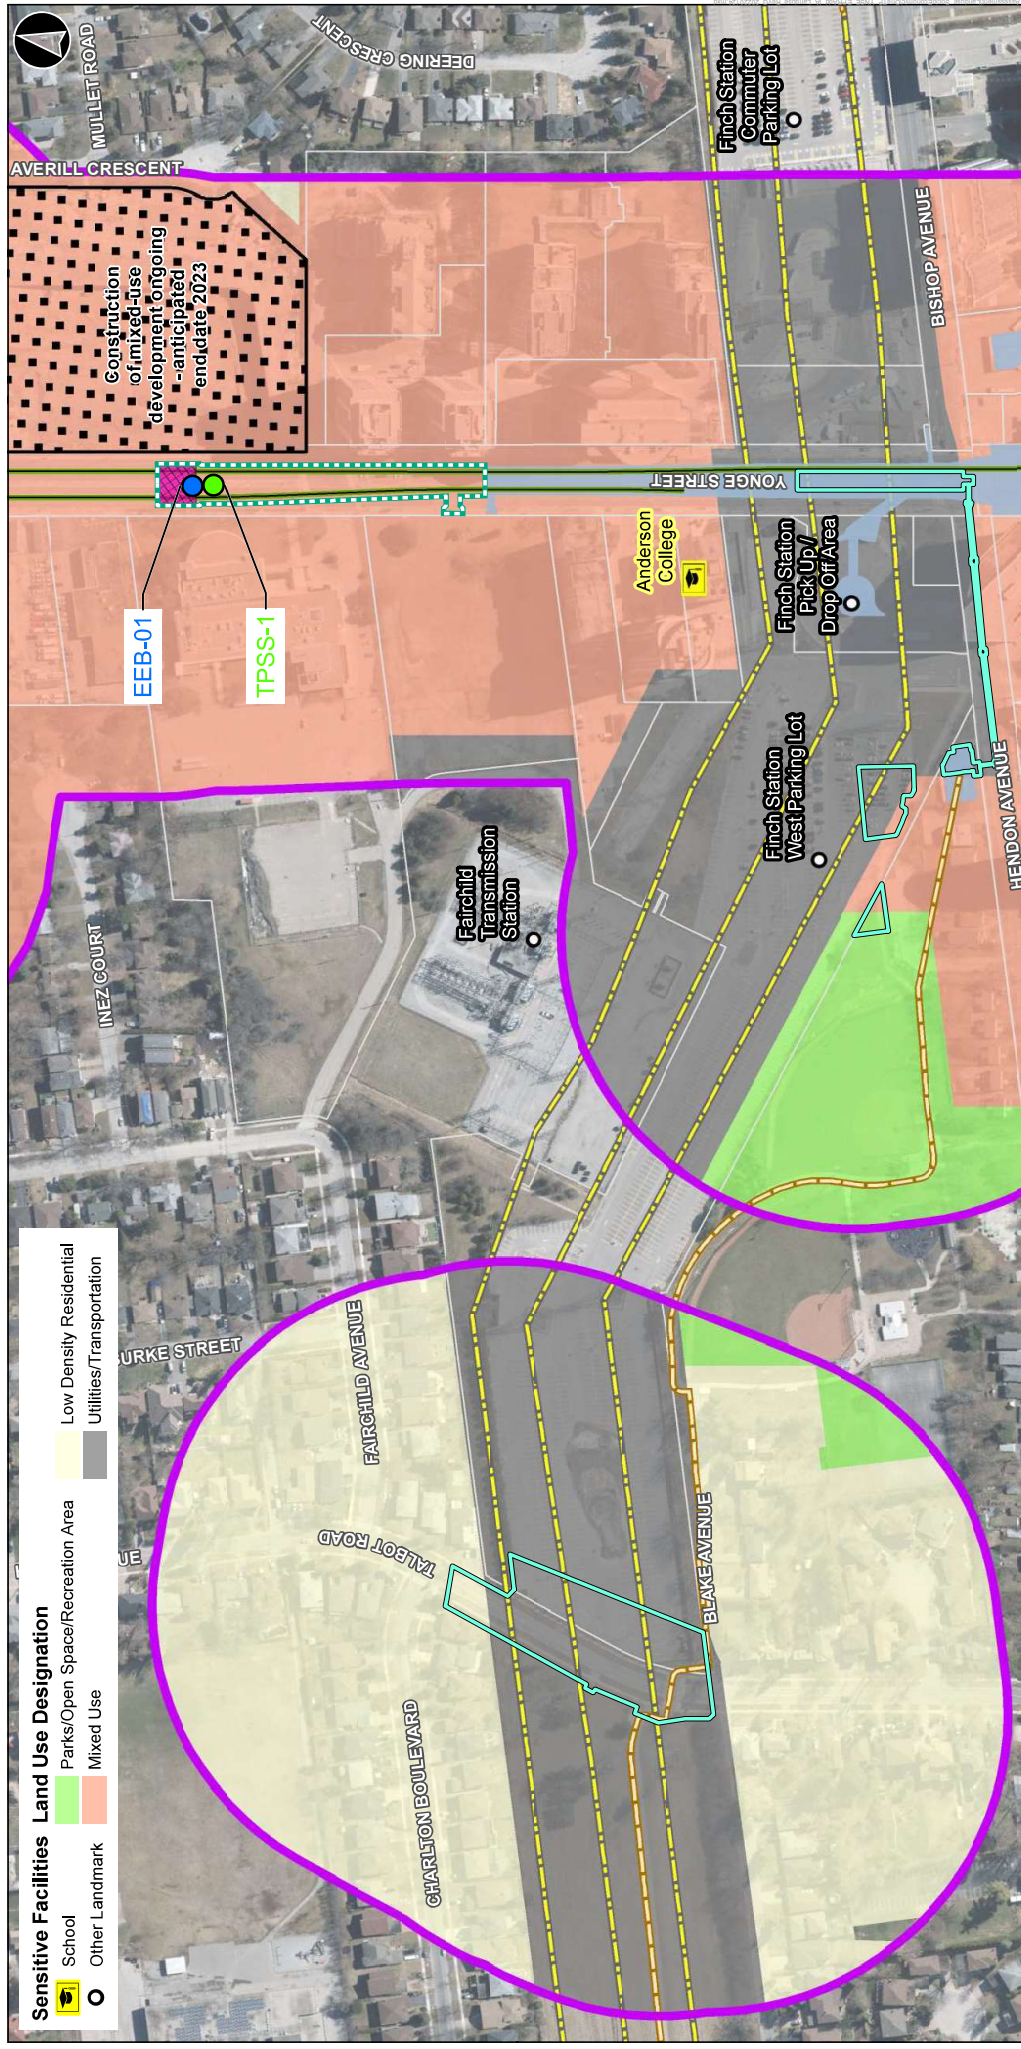 MULLET ROAD
DEERING CRESCENT
AVERILL CRESCENT
Construction
of mixed-use
development ongoing
- anticipated
end date 2023
Finch Station
Commuter
Parking Lot
BISHOP AVENUE
YONGE STREET
EEB-01
TPSS-1
Anderson
College
Finch Station
Pick Up /
Drop Off Area
Finch Station
West Parking Lot
HENDON AVENUE
Fairchild
Transmission
Station
INEZ COURT
BURKE STREET
FAIRCHILD AVENUE
TALBOT ROAD
BLAKE AVENUE
CHARLTON BOULEVARD
UE
Sensitive Facilities
School
Other Landmark
Land Use Designation
Parks/Open Space/Recreation Area
Mixed Use
Low Density Residential
Utilities/Transportation